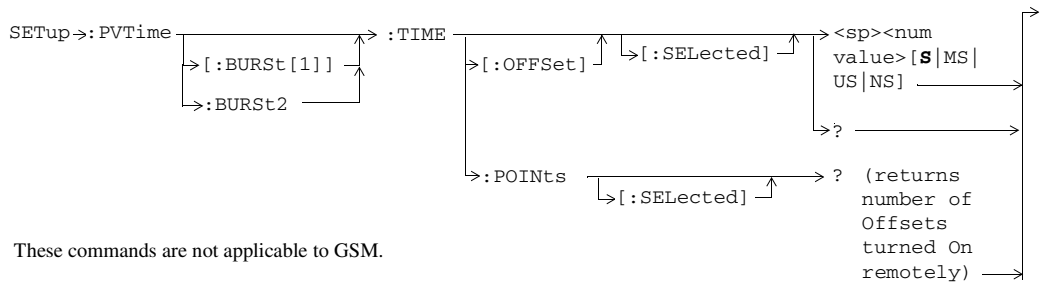 SETup :PVTime :TIME <sp><num
[:BURSt[1]] [:OFFSet] [:SELected] value>[S|MS|
:BURSt2 US|NS]
?
:POINts ? (returns
[:SELected] number of
Offsets
turned On
These commands are not applicable to GSM.
remotely)